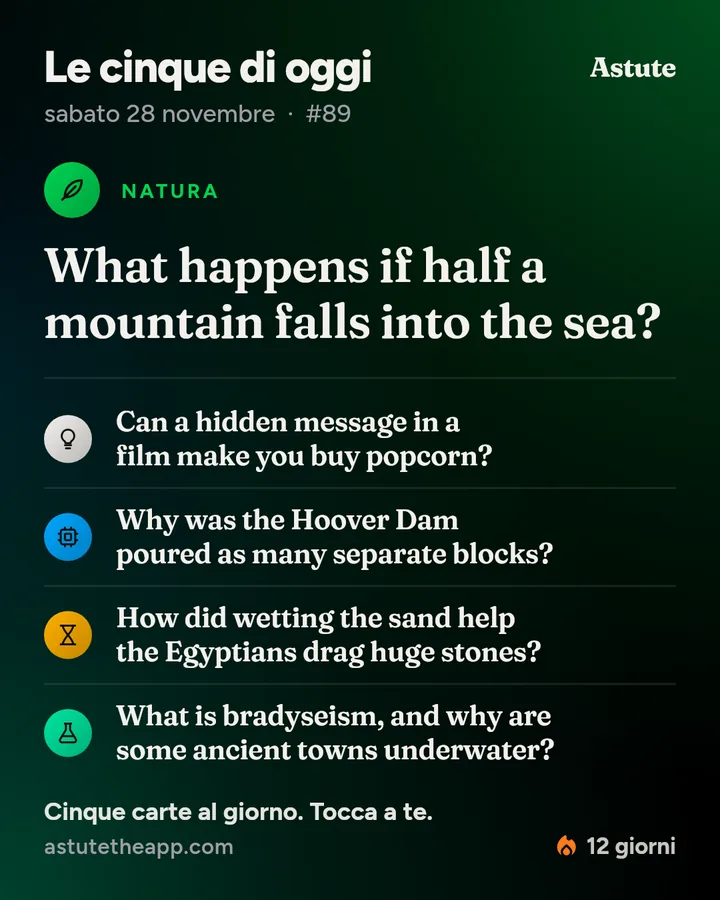 Le cinque di oggi
Astute
sabato 28 novembre · #89
NATURA
What happens if half a
mountain falls into the sea?
Can a hidden message in a
film make you buy popcorn?
Why was the Hoover Dam
poured as many separate blocks?
How did wetting the sand help
the Egyptians drag huge stones?
What is bradyseism, and why are
some ancient towns underwater?
Cinque carte al giorno. Tocca a te.
astutetheapp.com
12 giorni